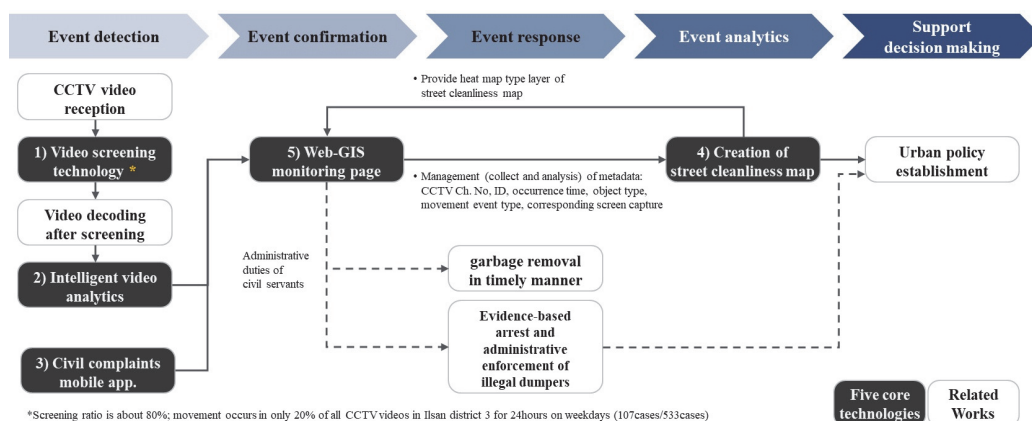 Event detection
Event confirmation
Event response
Event analytics
Support
decision making
CCTV video
reception
• Provide heat map type layer of
street cleanliness map
1) Video screening
technology *
5) Web-GIS
monitoring page
4) Creation of
street cleanliness map
Urban policy
establishment
• Management (collect and analysis) of metadata:
CCTV Ch. No, ID, occurrence time, object type,
movement event type, corresponding screen capture
Video decoding
after screening
2) Intelligent video
analytics
Administrative
duties of
civil servants
garbage removal
in timely manner
Evidence-based
arrest and
administrative
enforcement of
illegal dumpers
3) Civil complaints
mobile app.
Five core
technologies
Related
Works
*Screening ratio is about 80%; movement occurs in only 20% of all CCTV videos in Ilsan district 3 for 24hours on weekdays (107cases/533cases)